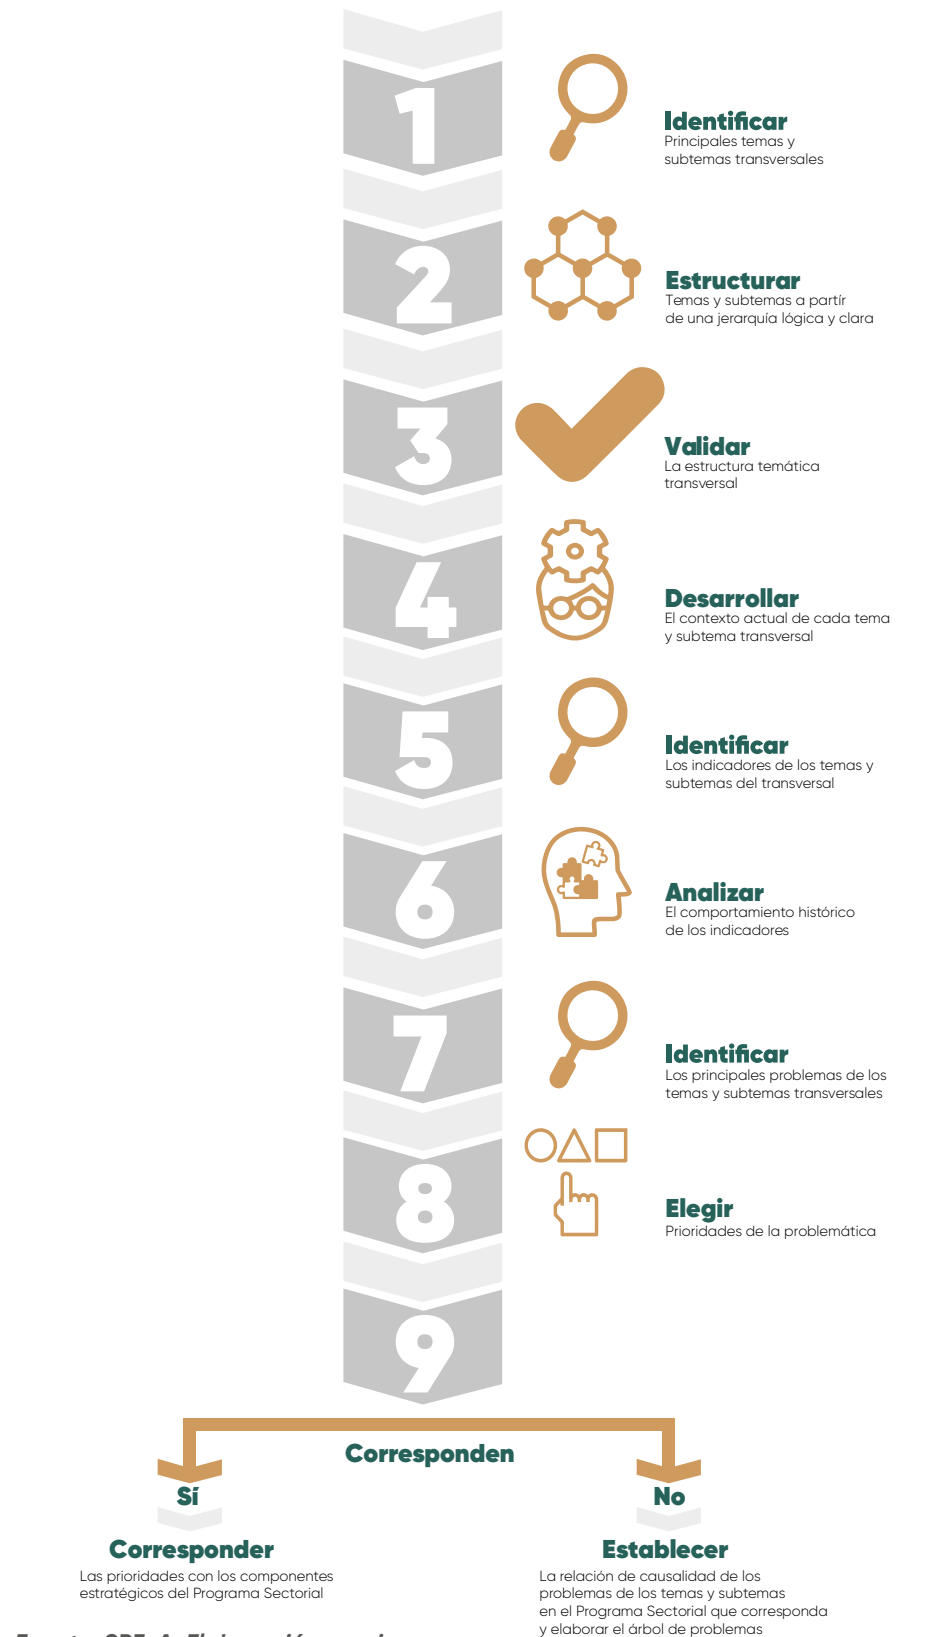 1
Identificar
Principales temas y
subtemas transversales
2
Estructurar
Temas y subtemas a partír
de una jerarquía lógica y clara
3
Validar
La estructura temática
transversal
4
Desarrollar
El contexto actual de cada tema
y subtema transversal
5
Identificar
Los indicadores de los temas y
subtemas del transversal
6
Analizar
El comportamiento histórico
de los indicadores
7
Identificar
Los principales problemas de los
temas y subtemas transversales
8
Elegir
Prioridades de la problemática
9
Corresponden
Sí
Corresponder
Las prioridades con los componentes
estratégicos del Programa Sectorial
No
Establecer
La relación de causalidad de los
problemas de los temas y subtemas
en el Programa Sectorial que corresponda
y elaborar el árbol de problemas